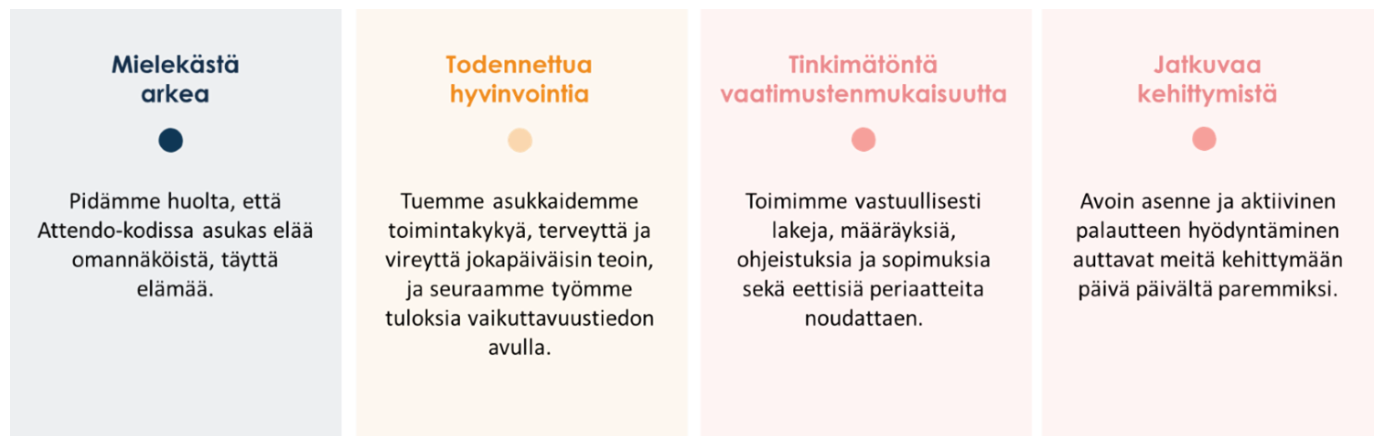 Mielekästä
arkea
Pidämme huolta, että
Attendo-kodissa asukas elää
omannäköistä, täyttä
elämää.
Todennettua
hyvinvointia
Tuemme asukkaidemme
toimintakykyä, terveyttä ja
vireyttä jokapäiväisin teoin,
ja seuraamme työmme
tuloksia vaikuttavuustiedon
avulla.
Tinkimätöntä
vaatimustenmukaisuutta
Toimimme vastuullisesti
lakeja, määräyksiä,
ohjeistuksia ja sopimuksia
sekä eettisiä periaatteita
noudattaen.
Jatkuvaa
kehittymistä
Avoin asenne ja aktiivinen
palautteen hyödyntäminen
auttavat meitä kehittymään
päivä päivältä paremmiksi.